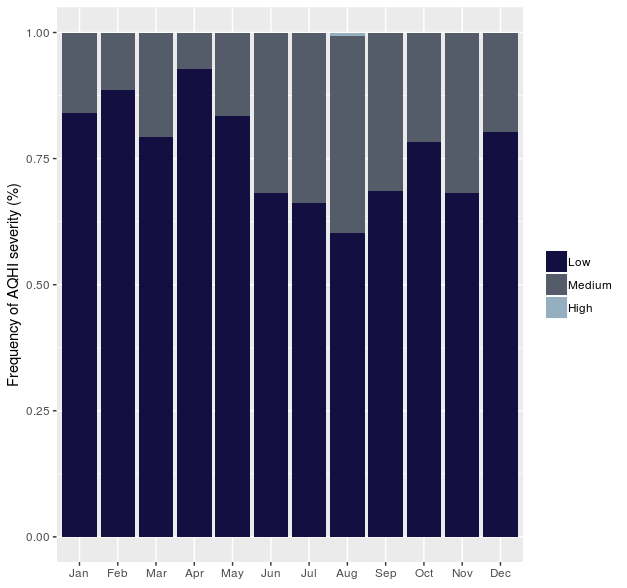 Frequency of AQHI severity (%)
1.00
0.75
0.50
0.25
0.00
Jan Feb Mar Apr May Jun Jul Aug Sep Oct Nov Dec
Low
Medium
High